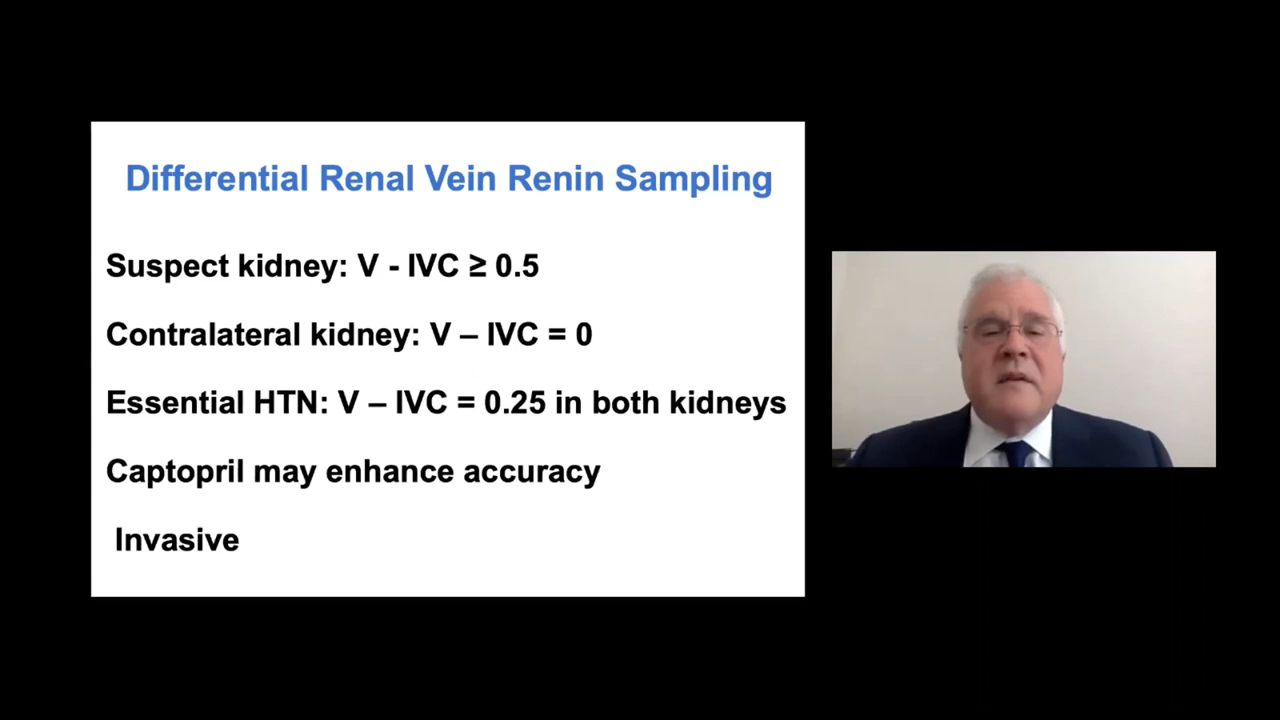 Differential Renal Vein Renin Sampling
Suspect kidney: V - IVC ≥ 0.5
Contralateral kidney: V – IVC = 0
Essential HTN: V – IVC = 0.25 in both kidneys
Captopril may enhance accuracy
Invasive